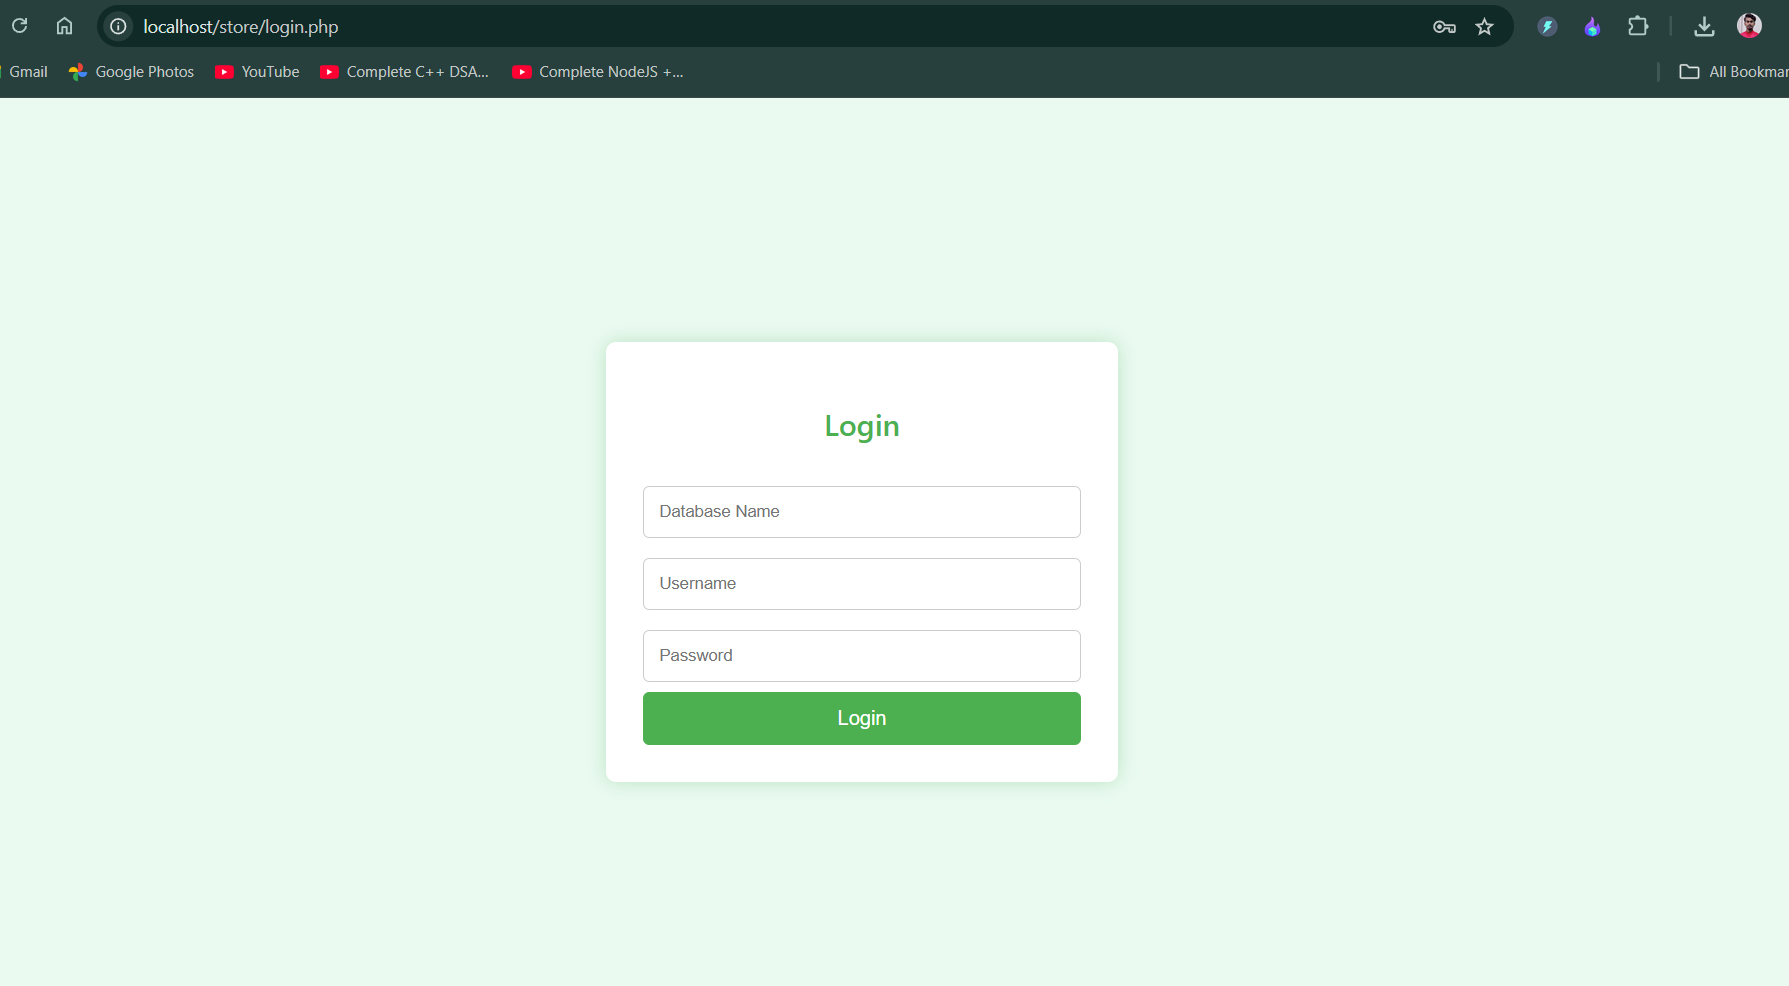 localhost/store/login.php
Gmail Google Photos YouTube Complete C++ DSA... Complete NodeJS +... All Bookmar
Login
Database Name
Username
Password
Login